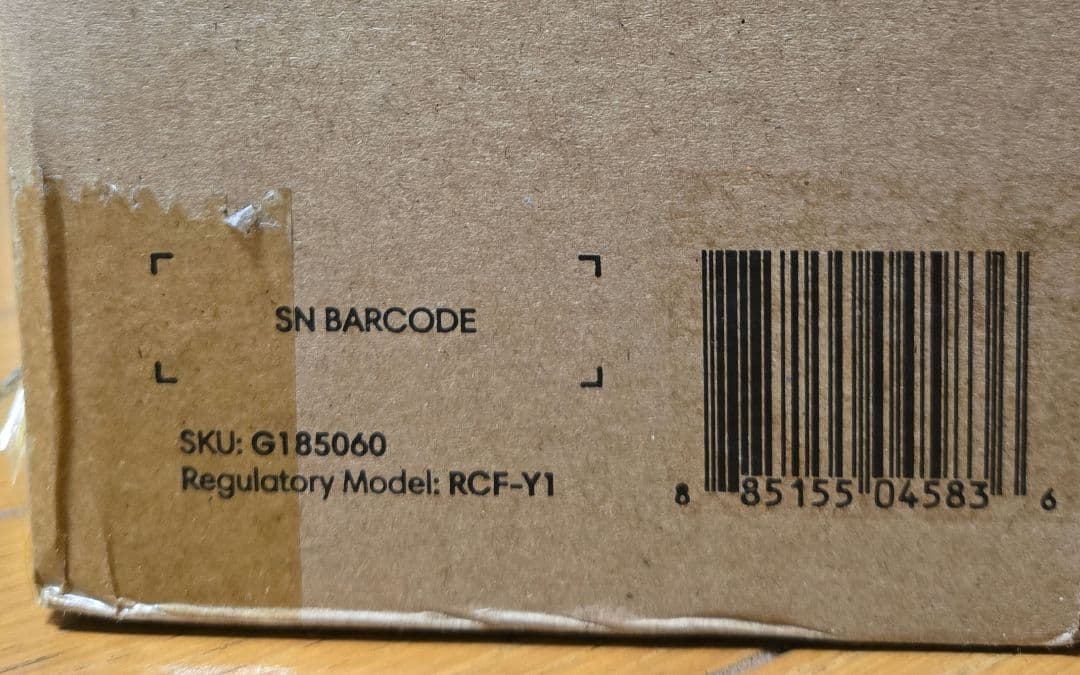 SN BARCODE
SKU: G185060
Regulatory Model: RCF-Y1
8 85155 04583 6